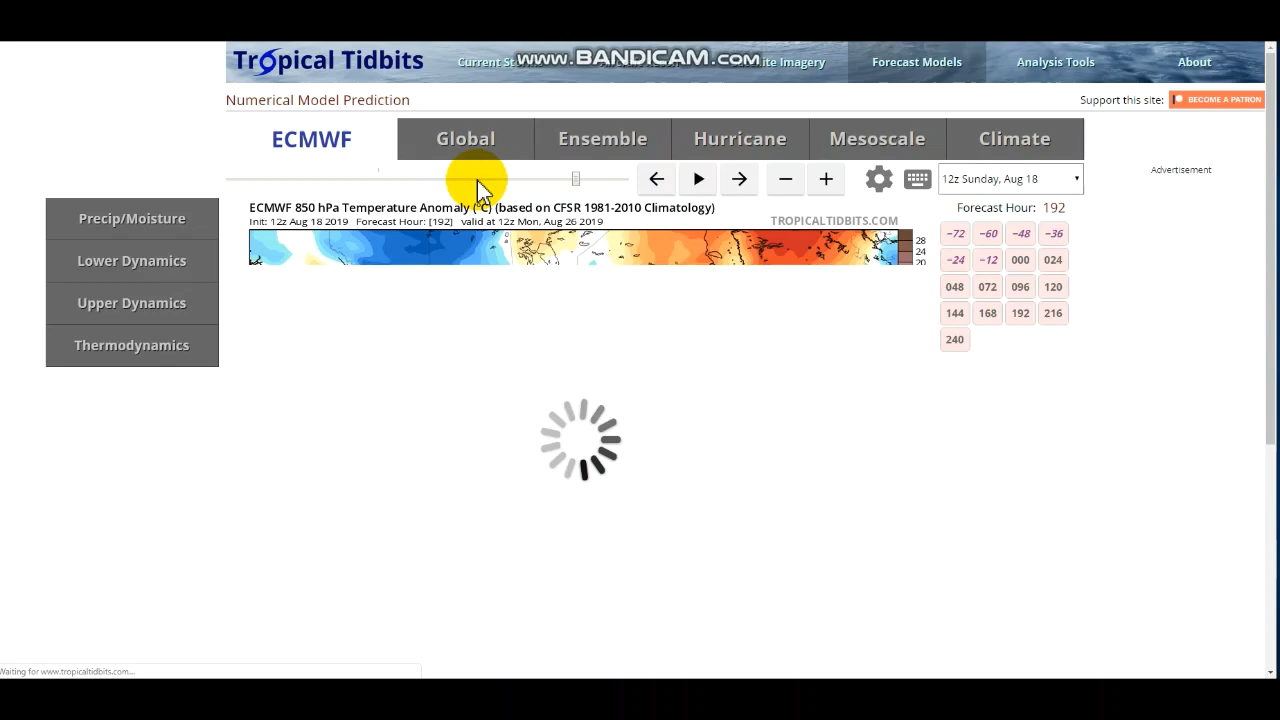 Tropical Tidbits
www.BANDICAM.com
Current St
te Imagery
Forecast Models
Analysis Tools
About
Numerical Model Prediction
Support this site:
BECOME A PATRON
ECMWF
Global
Ensemble
Hurricane
Mesoscale
Climate
12z Sunday, Aug 18
Advertisement
Precip/Moisture
Lower Dynamics
Upper Dynamics
Thermodynamics
ECMWF 850 hPa Temperature Anomaly (°C) (based on CFSR 1981-2010 Climatology)
Init: 12z Aug 18 2019 Forecast Hour: [192] valid at 12z Mon, Aug 26 2019
TROPICALTIDBITS.COM
28
24
20
Forecast Hour: 192
-72 -60 -48 -36
-24 -12 000 024
048 072 096 120
144 168 192 216
240
Waiting for www.tropicaltidbits.com...